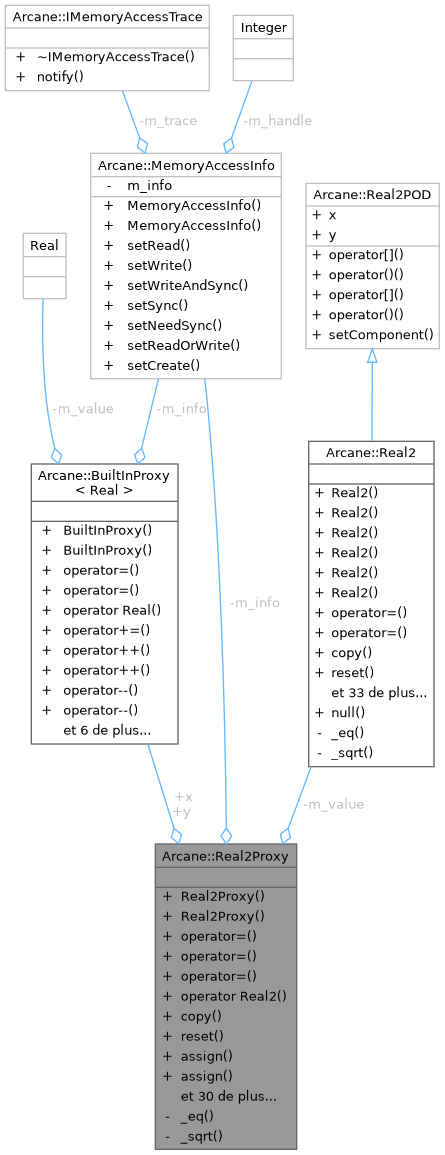 Arcane::IMemoryAccessTrace
+ ~IMemoryAccessTrace()
+ notify()
Integer
-m_trace
-m_handle
Arcane::MemoryAccessInfo
- m_info
+ MemoryAccessInfo()
+ MemoryAccessInfo()
+ setRead()
+ setWrite()
+ setWriteAndSync()
+ setSync()
+ setNeedSync()
+ setReadOrWrite()
+ setCreate()
Arcane::Real2POD
+ x
+ y
+ operator[]()
+ operator()()
+ operator[]()
+ operator()()
+ setComponent()
Real
-m_value
-m_info
Arcane::BuiltInProxy
< Real >
+ BuiltInProxy()
+ BuiltInProxy()
+ operator=()
+ operator=()
+ operator Real()
+ operator+=()
+ operator++()
+ operator++()
+ operator--()
+ operator--()
et 6 de plus...
Arcane::Real2
+ Real2()
+ Real2()
+ Real2()
+ Real2()
+ Real2()
+ Real2()
+ operator=()
+ operator=()
+ copy()
+ reset()
et 33 de plus...
+ null()
- _eq()
- _sqrt()
-m_info
+x
+y
-m_value
Arcane::Real2Proxy
+ Real2Proxy()
+ Real2Proxy()
+ operator=()
+ operator=()
+ operator=()
+ operator Real2()
+ copy()
+ reset()
+ assign()
+ assign()
et 30 de plus...
- _eq()
- _sqrt()